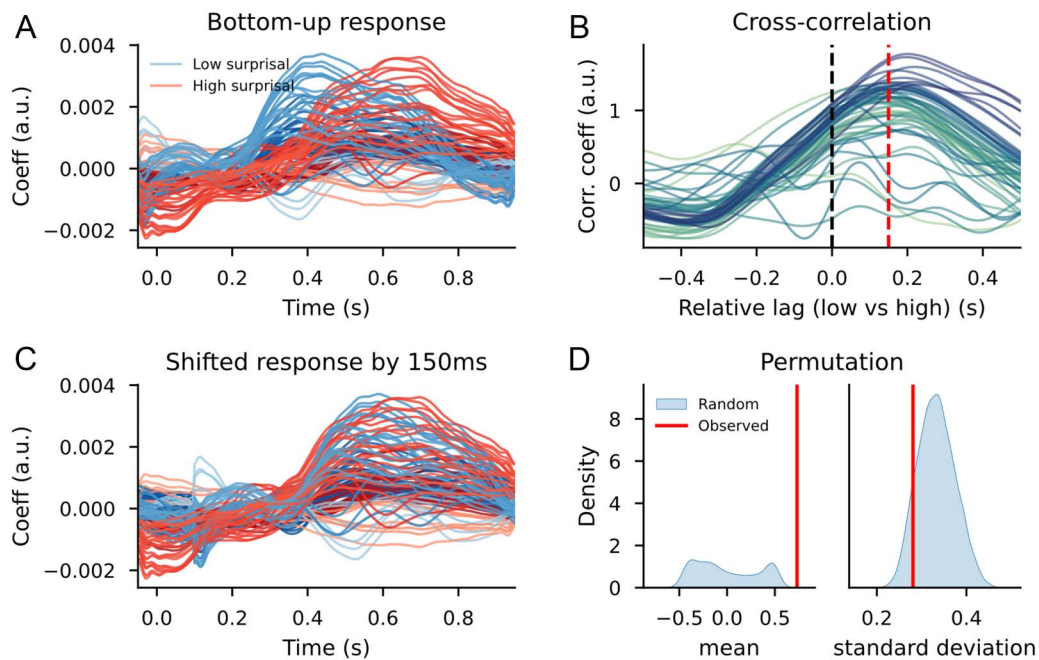 A
Bottom-up response
0.004
0.002
0.000
−0.002
Coeff (a.u.)
Low surprisal
High surprisal
0.0 0.2 0.4 0.6 0.8
Time (s)
B
Cross-correlation
1
0
Corr. coeff (a.u.)
−0.4 −0.2 0.0 0.2 0.4
Relative lag (low vs high) (s)
C
Shifted response by 150ms
0.004
0.002
0.000
−0.002
Coeff (a.u.)
0.0 0.2 0.4 0.6 0.8
Time (s)
D
Permutation
8
6
4
2
0
Density
Random
Observed
−0.5 0.0 0.5
mean
0.2 0.4
standard deviation